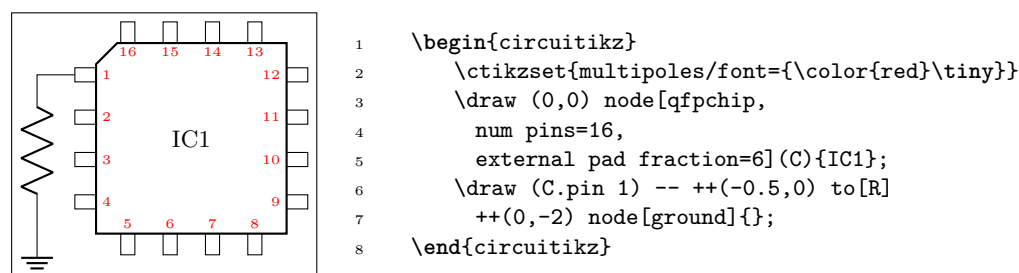 16 15 14 13
1 12
2 11
IC1
3 10
4 9
5 6 7 8
1 \begin{circuitikz}
2 \ctikzset{multipoles/font={\color{red}\tiny}}
3 \draw (0,0) node[qfpchip,
4 num pins=16,
5 external pad fraction=6](C){IC1};
6 \draw (C.pin 1) -- ++(-0.5,0) to[R]
7 ++(0,-2) node[ground]{};
8 \end{circuitikz}